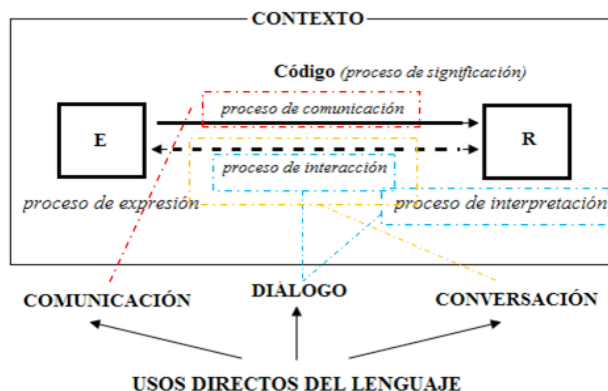 CONTEXTO
Código (proceso de significación)
proceso de comunicación
E
R
proceso de interacción
proceso de expresión
proceso de interpretación
COMUNICACIÓN
DIÁLOGO
CONVERSACIÓN
USOS DIRECTOS DEL LENGUAJE